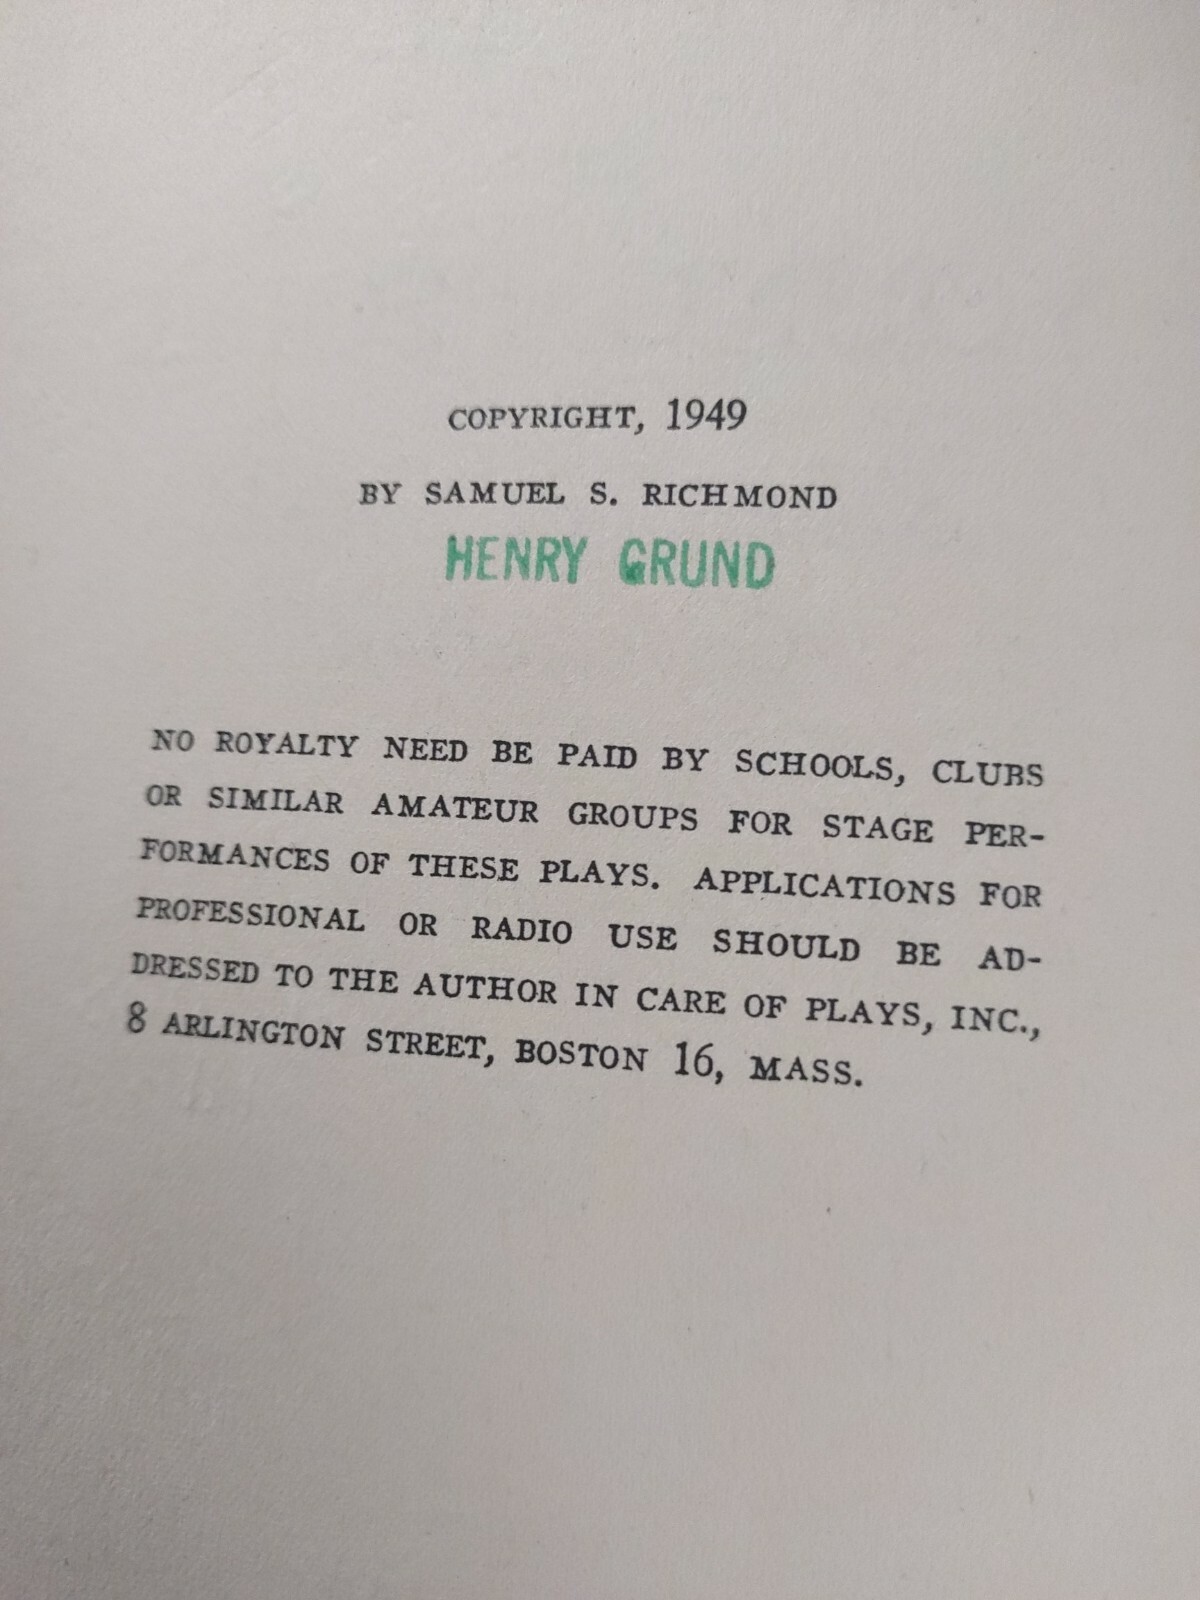 COPYRIGHT, 1949
BY SAMUEL S. RICHMOND
HENRY GRUND
NO ROYALTY NEED BE PAID BY SCHOOLS, CLUBS
OR SIMILAR AMATEUR GROUPS FOR STAGE PER-
FORMANCES OF THESE PLAYS. APPLICATIONS FOR
PROFESSIONAL OR RADIO USE SHOULD BE AD-
DRESSED TO THE AUTHOR IN CARE OF PLAYS, INC.,
8 ARLINGTON STREET, BOSTON 16, MASS.